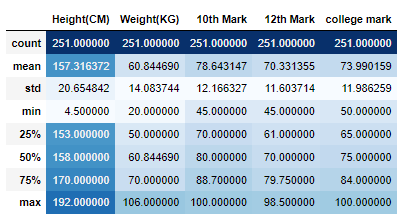 Height(CM) Weight(KG) 10th Mark 12th Mark college mark
count 251.000000 251.000000 251.000000 251.000000 251.000000
mean 157.316372 60.844690 78.643147 70.331355 73.990159
std 20.654842 14.083744 12.166327 11.603714 11.986259
min 4.500000 20.000000 45.000000 45.000000 50.000000
25% 153.000000 50.000000 70.000000 61.000000 65.000000
50% 158.000000 60.844690 80.000000 70.000000 75.000000
75% 170.000000 70.000000 88.700000 79.750000 84.000000
max 192.000000 106.000000 100.000000 98.500000 100.000000